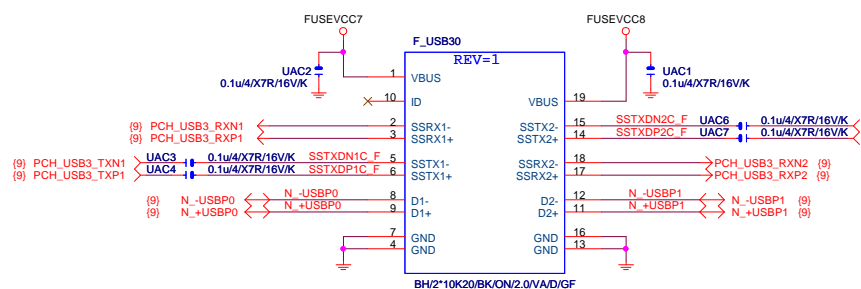 FUSEVCC7 FUSEVCC8
F_USB30
REV=1
UAC2 0.1u/4/X7R/16V/K
UAC1 0.1u/4/X7R/16V/K
1 VBUS
10 ID VBUS 19
{9} PCH_USB3_RXN1 2 SSRX1- SSTX2- 15 SSTXDN2C_F UAC6 0.1u/4/X7R/16V/K
{9} PCH_USB3_RXP1 3 SSRX1+ SSTX2+ 14 SSTXDP2C_F UAC7 0.1u/4/X7R/16V/K
{9} PCH_USB3_TXN1 UAC3 0.1u/4/X7R/16V/K SSTXDN1C_F 5 SSTX1- SSRX2- 18 PCH_USB3_RXN2 {9}
{9} PCH_USB3_TXP1 UAC4 0.1u/4/X7R/16V/K SSTXDP1C_F 6 SSTX1+ SSRX2+ 17 PCH_USB3_RXP2 {9}
{9} N_-USBP0 N_-USBP0 8 D1- D2- 12 N_-USBP1 N_-USBP1 {9}
{9} N_+USBP0 N_+USBP0 9 D1+ D2+ 11 N_+USBP1 N_+USBP1 {9}
7 GND GND 16
4 GND GND 13
BH/2*10K20/BK/ON/2.0/VA/D/GF